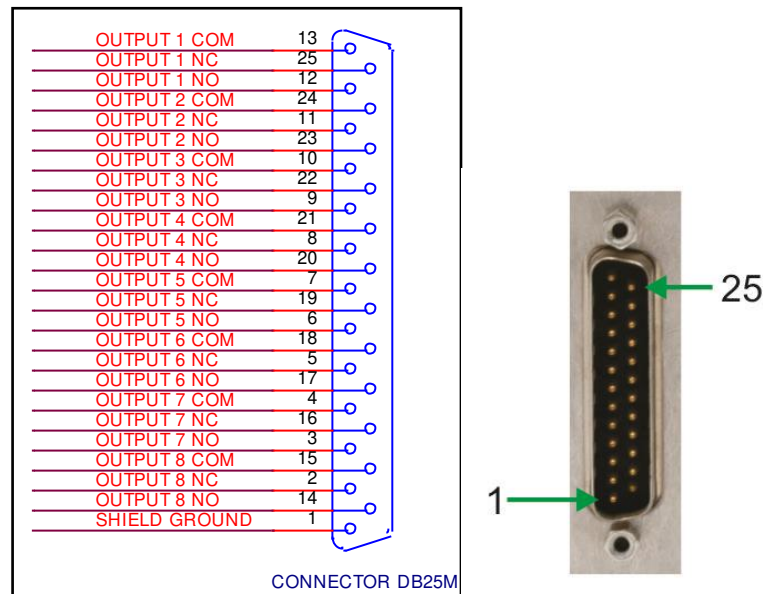 OUTPUT 1 COM 13
OUTPUT 1 NC 25
OUTPUT 1 NO 12
OUTPUT 2 COM 24
OUTPUT 2 NC 11
OUTPUT 2 NO 23
OUTPUT 3 COM 10
OUTPUT 3 NC 22
OUTPUT 3 NO 9
OUTPUT 4 COM 21
OUTPUT 4 NC 8
OUTPUT 4 NO 20
OUTPUT 5 COM 7
OUTPUT 5 NC 19
OUTPUT 5 NO 6
OUTPUT 6 COM 18
OUTPUT 6 NC 5
OUTPUT 6 NO 17
OUTPUT 7 COM 4
OUTPUT 7 NC 16
OUTPUT 7 NO 3
OUTPUT 8 COM 15
OUTPUT 8 NC 2
OUTPUT 8 NO 14
SHIELD GROUND 1
CONNECTOR DB25M
25
1